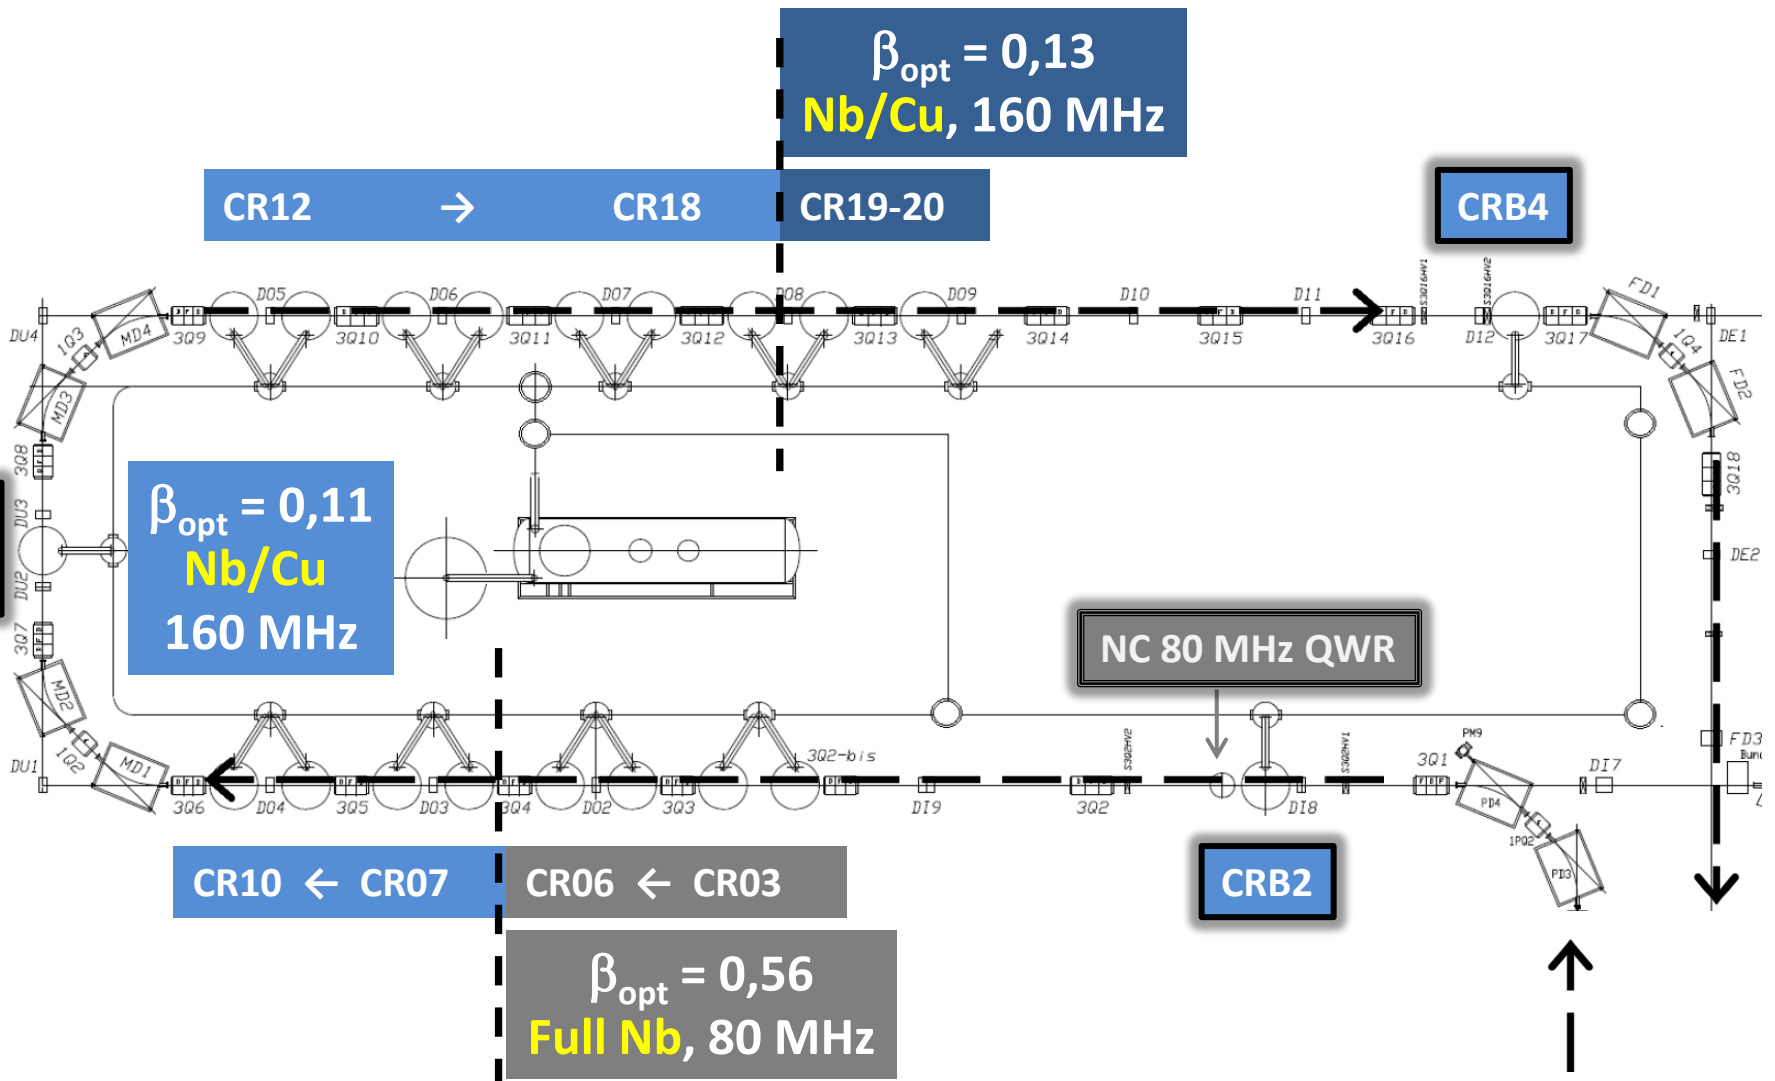 βopt = 0,13
Nb/Cu, 160 MHz
CR12 → CR18 CR19-20
CRB4
S3Q16HV1
S3Q16HV2
DU4
1Q3
MD4
3Q9
D05
3Q10
D06
3Q11
D07
3Q12
D08
3Q13
D09
3Q14
D10
3Q15
D11
3Q16
D12
3Q17
FD1
1Q4
DE1
FD2
MD3
3Q8
DU3
DU2
3Q7
βopt = 0,11
Nb/Cu
160 MHz
3Q18
DE2
NC 80 MHz QWR
MD2
1Q2
DU1
MD1
3Q6
D04
3Q5
D03
3Q4
D02
3Q3
3Q2-bis
DI9
3Q2
S3Q2HV2
DI8
S3Q2HV1
3Q1
PM9
PD4
1PQ2
PD3
DI7
FD3
CR10 ← CR07 CR06 ← CR03
CRB2
βopt = 0,56
Full Nb, 80 MHz